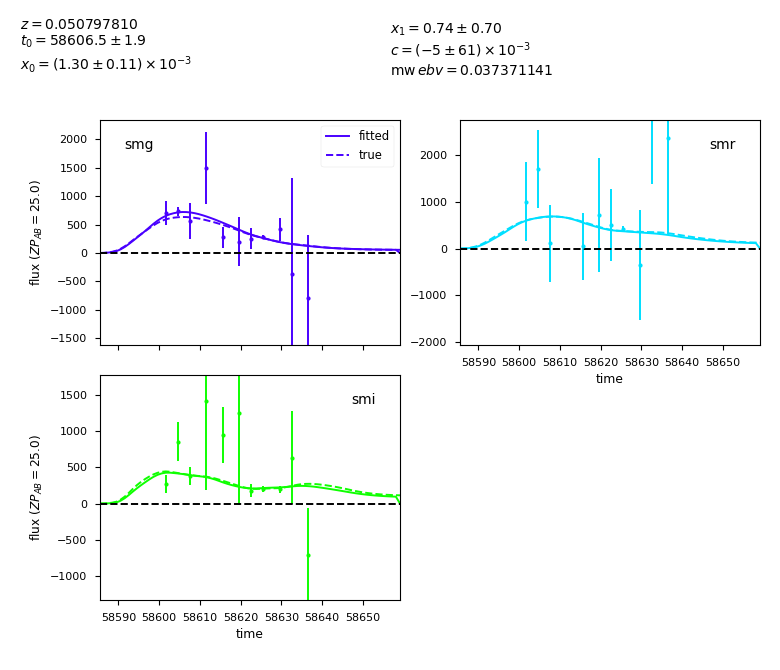 z = 0.050797810
t0 = 58606.5 ± 1.9
x0 = (1.30 ± 0.11) × 10^−3
x1 = 0.74 ± 0.70
c = (−5 ± 61) × 10^−3
mw ebv = 0.037371141
smg
fitted
true
2000
1500
1000
500
0
−500
−1000
−1500
flux (ZP_AB = 25.0)
smr
2000
1000
0
−1000
−2000
58590 58600 58610 58620 58630 58640 58650
time
smi
1500
1000
500
0
−500
−1000
flux (ZP_AB = 25.0)
58590 58600 58610 58620 58630 58640 58650
time